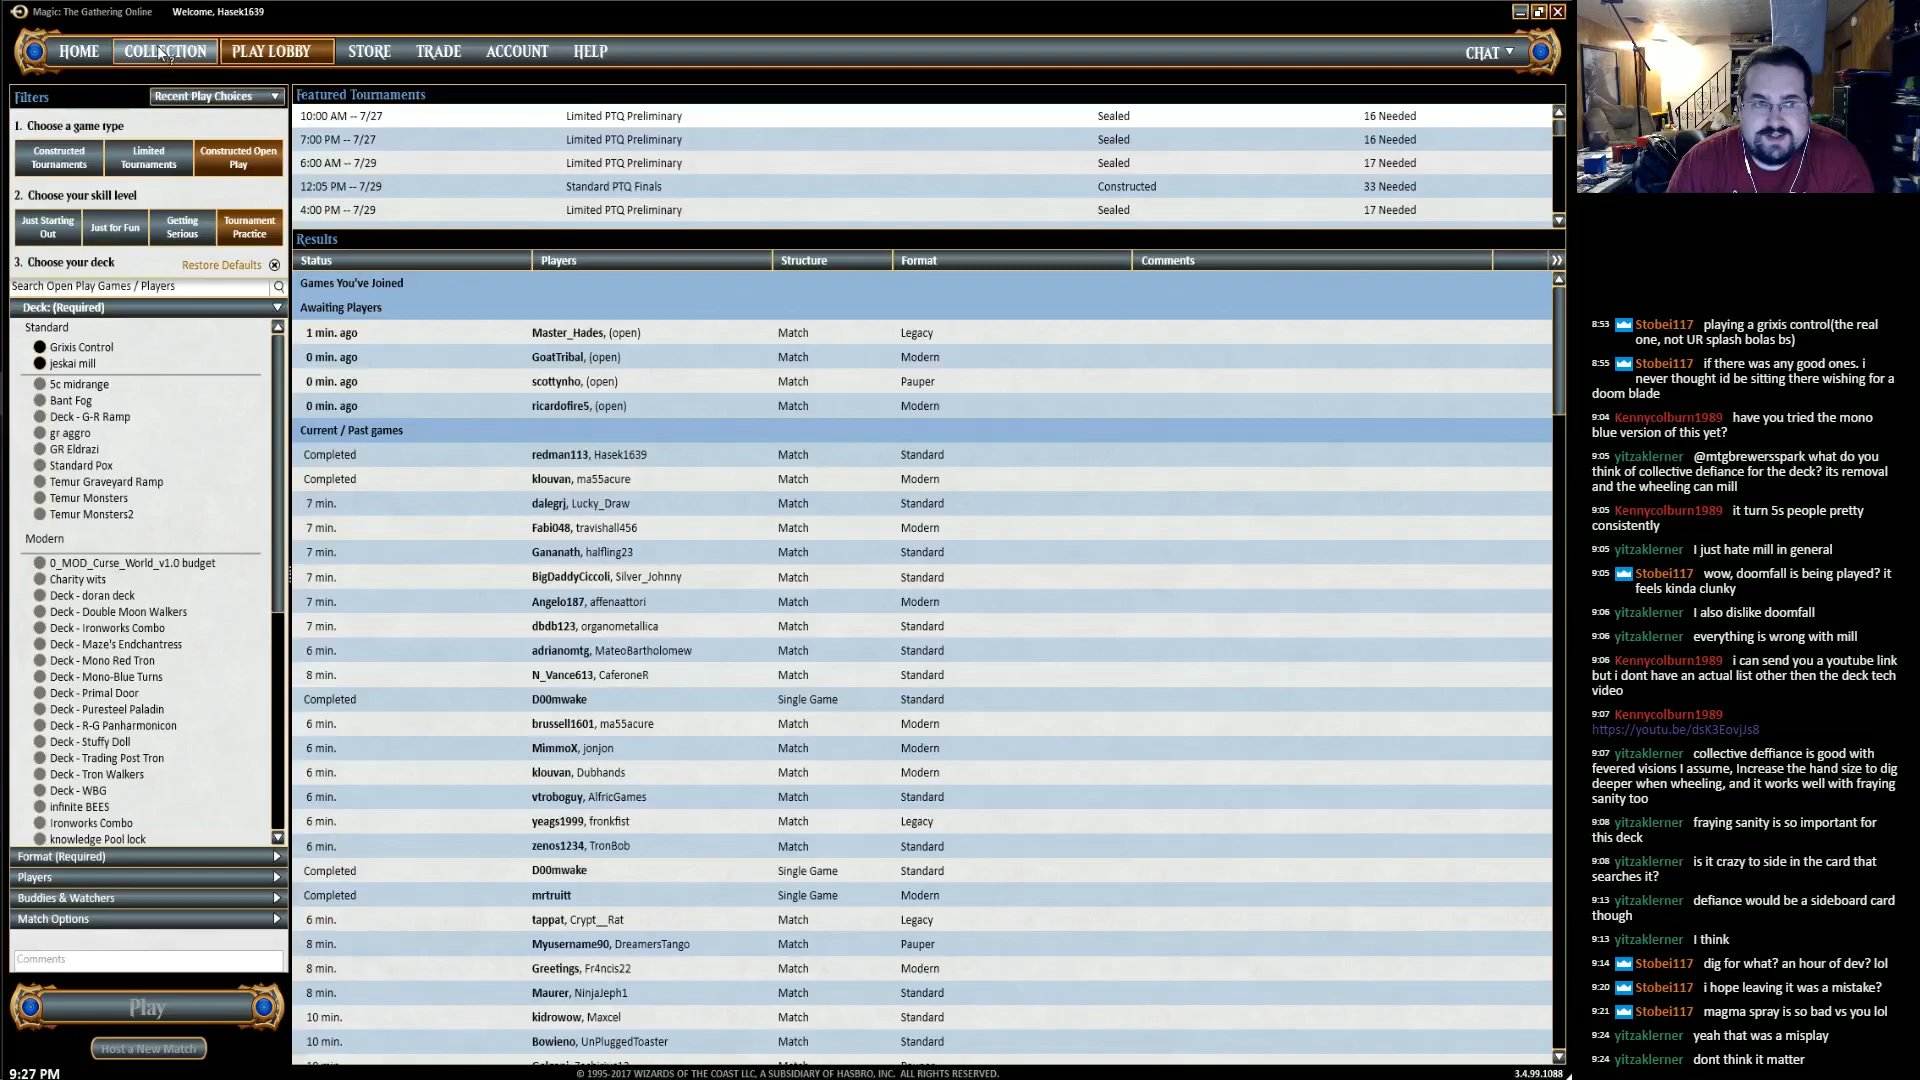 Magic: The Gathering Online Welcome, Hasek1639
HOME COLLECTION PLAY LOBBY STORE TRADE ACCOUNT HELP CHAT
Filters Recent Play Choices
1. Choose a game type
Constructed Tournaments Limited Tournaments Constructed Open Play
2. Choose your skill level
Just Starting Out Just for Fun Getting Serious Tournament Practice
3. Choose your deck Restore Defaults
Search Open Play Games / Players
Deck: (Required)
Standard
Grixis Control
jeskai mill
5c midrange
Bant Fog
Deck - G-R Ramp
gr aggro
GR Eldrazi
Standard Pox
Temur Graveyard Ramp
Temur Monsters
Temur Monsters2
Modern
0_MOD_Curse_World_v1.0 budget
Charity wits
Deck - doran deck
Deck - Double Moon Walkers
Deck - Ironworks Combo
Deck - Maze's Endchantress
Deck - Mono Red Tron
Deck - Mono-Blue Turns
Deck - Primal Door
Deck - Puresteel Paladin
Deck - R-G Panharmonicon
Deck - Stuffy Doll
Deck - Trading Post Tron
Deck - Tron Walkers
Deck - WBG
infinite BEES
Ironworks Combo
knowledge Pool lock
Format (Required)
Players
Buddies & Watchers
Match Options
Comments
Play
Host a New Match
9:27 PM
Featured Tournaments
10:00 AM -- 7/27 Limited PTQ Preliminary Sealed 16 Needed
7:00 PM -- 7/27 Limited PTQ Preliminary Sealed 16 Needed
6:00 AM -- 7/29 Limited PTQ Preliminary Sealed 17 Needed
12:05 PM -- 7/29 Standard PTQ Finals Constructed 33 Needed
4:00 PM -- 7/29 Limited PTQ Preliminary Sealed 17 Needed
Results
Status Players Structure Format Comments
Games You've Joined
Awaiting Players
1 min. ago Master_Hades, (open) Match Legacy
0 min. ago GoatTribal, (open) Match Modern
0 min. ago scottynho, (open) Match Pauper
0 min. ago ricardofire5, (open) Match Modern
Current / Past games
Completed redman113, Hasek1639 Match Standard
Completed klouvan, ma55acure Match Modern
7 min. dalegrj, Lucky_Draw Match Standard
7 min. Fabi048, travishall456 Match Modern
7 min. Gananath, halfling23 Match Standard
7 min. BigDaddyCiccoli, Silver_Johnny Match Standard
7 min. Angelo187, affenaattori Match Modern
7 min. dbdb123, organometallica Match Standard
6 min. adrianomtg, MateoBartholomew Match Standard
8 min. N_Vance613, CaferoneR Match Standard
Completed D00mwake Single Game Standard
6 min. brussell1601, ma55acure Match Modern
6 min. MimmoX, jonjon Match Modern
6 min. klouvan, Dubhands Match Modern
6 min. vtroboguy, AlfricGames Match Standard
6 min. yeags1999, fronkfist Match Legacy
6 min. zenos1234, TronBob Match Standard
Completed D00mwake Single Game Standard
Completed mrtruitt Single Game Modern
6 min. tappat, Crypt__Rat Match Legacy
8 min. Myusername90, DreamersTango Match Pauper
8 min. Greetings, Fr4ncis22 Match Modern
8 min. Maurer, NinjaJeph1 Match Standard
10 min. kidrowow, Maxcel Match Standard
10 min. Bowieno, UnPluggedToaster Match Standard
© 1995-2017 WIZARDS OF THE COAST LLC, A SUBSIDIARY OF HASBRO, INC. ALL RIGHTS RESERVED. 3.4.99.1088
8:53 Stobei117 playing a grixis control(the real
one, not UR splash bolas bs)
8:55 Stobei117 if there was any good ones. i
never thought id be sitting there wishing for a
doom blade
9:04 Kennycolburn1989 have you tried the mono
blue version of this yet?
9:05 yitzaklerner @mtgbrewersspark what do you
think of collective defiance for the deck? its removal
and the wheeling can mill
9:05 Kennycolburn1989 it turn 5s people pretty
consistently
9:05 yitzaklerner I just hate mill in general
9:05 Stobei117 wow, doomfall is being played? it
feels kinda clunky
9:06 yitzaklerner I also dislike doomfall
9:06 yitzaklerner everything is wrong with mill
9:06 Kennycolburn1989 i can send you a youtube link
but i dont have an actual list other then the deck tech
video
9:07 Kennycolburn1989
https://youtu.be/dsK3EovjJs8
9:07 yitzaklerner collective deffiance is good with
fevered visions I assume, Increase the hand size to dig
deeper when wheeling, and it works well with fraying
sanity too
9:08 yitzaklerner fraying sanity is so important for
this deck
9:08 yitzaklerner is it crazy to side in the card that
searches it?
9:13 yitzaklerner defiance would be a sideboard card
though
9:13 yitzaklerner I think
9:14 Stobei117 dig for what? an hour of dev? lol
9:20 Stobei117 i hope leaving it was a mistake?
9:21 Stobei117 magma spray is so bad vs you lol
9:24 yitzaklerner yeah that was a misplay
9:24 yitzaklerner dont think it matter